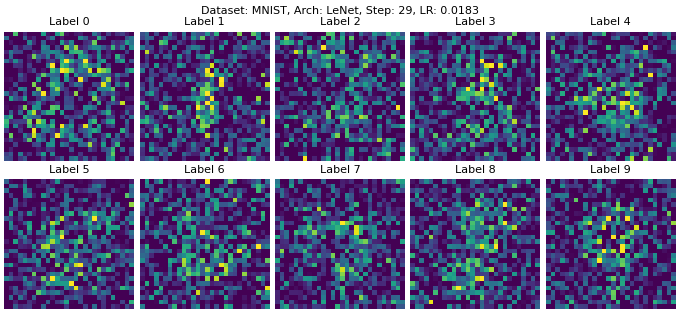 Dataset: MNIST, Arch: LeNet, Step: 29, LR: 0.0183
Label 0
Label 1
Label 2
Label 3
Label 4
Label 5
Label 6
Label 7
Label 8
Label 9